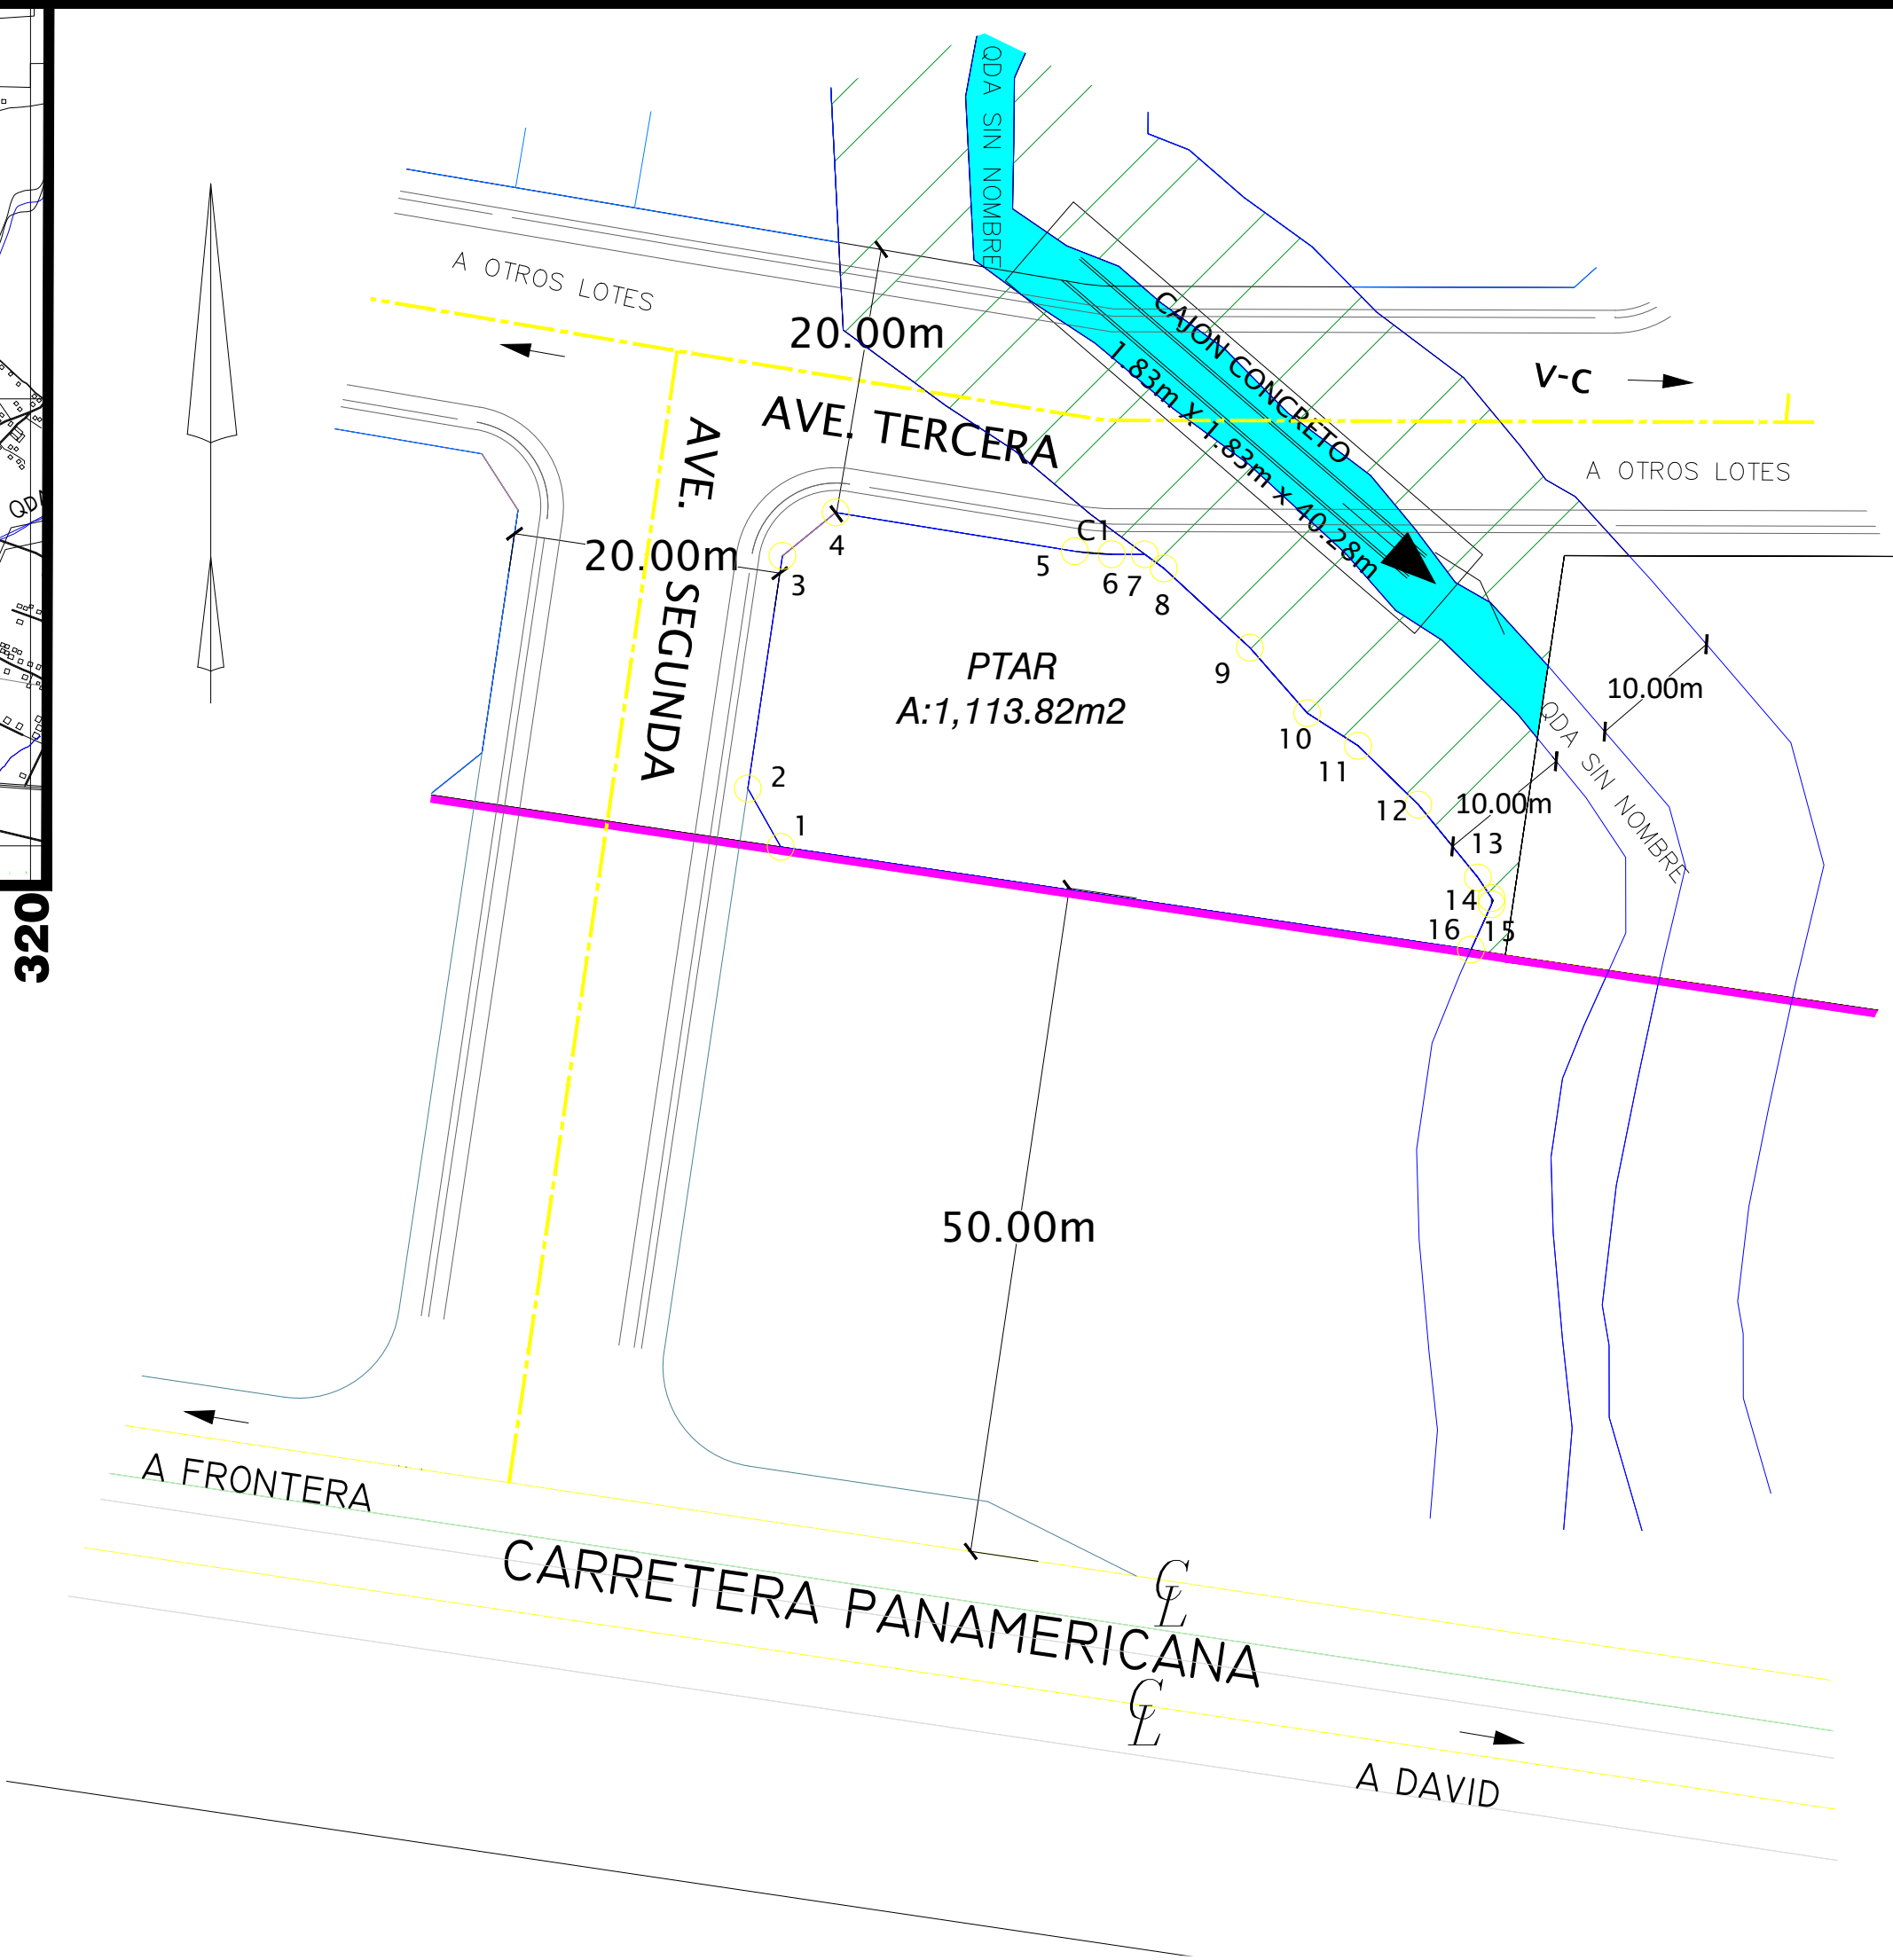 QDA SIN NOMBRE
A OTROS LOTES
20.00m
CAJON CONCRETO
1.83m X 1.83m x 40.28m
V-C
AVE. TERCERA
A OTROS LOTES
AVE. SEGUNDA
20.00m
C1
4
5
6
7
8
3
PTAR
A:1,113.82m2
9
10.00m
10
QDA SIN NOMBRE
11
2
12
10.00m
1
13
14
16
15
320
50.00m
A FRONTERA
CARRETERA PANAMERICANA
CL
CL
A DAVID